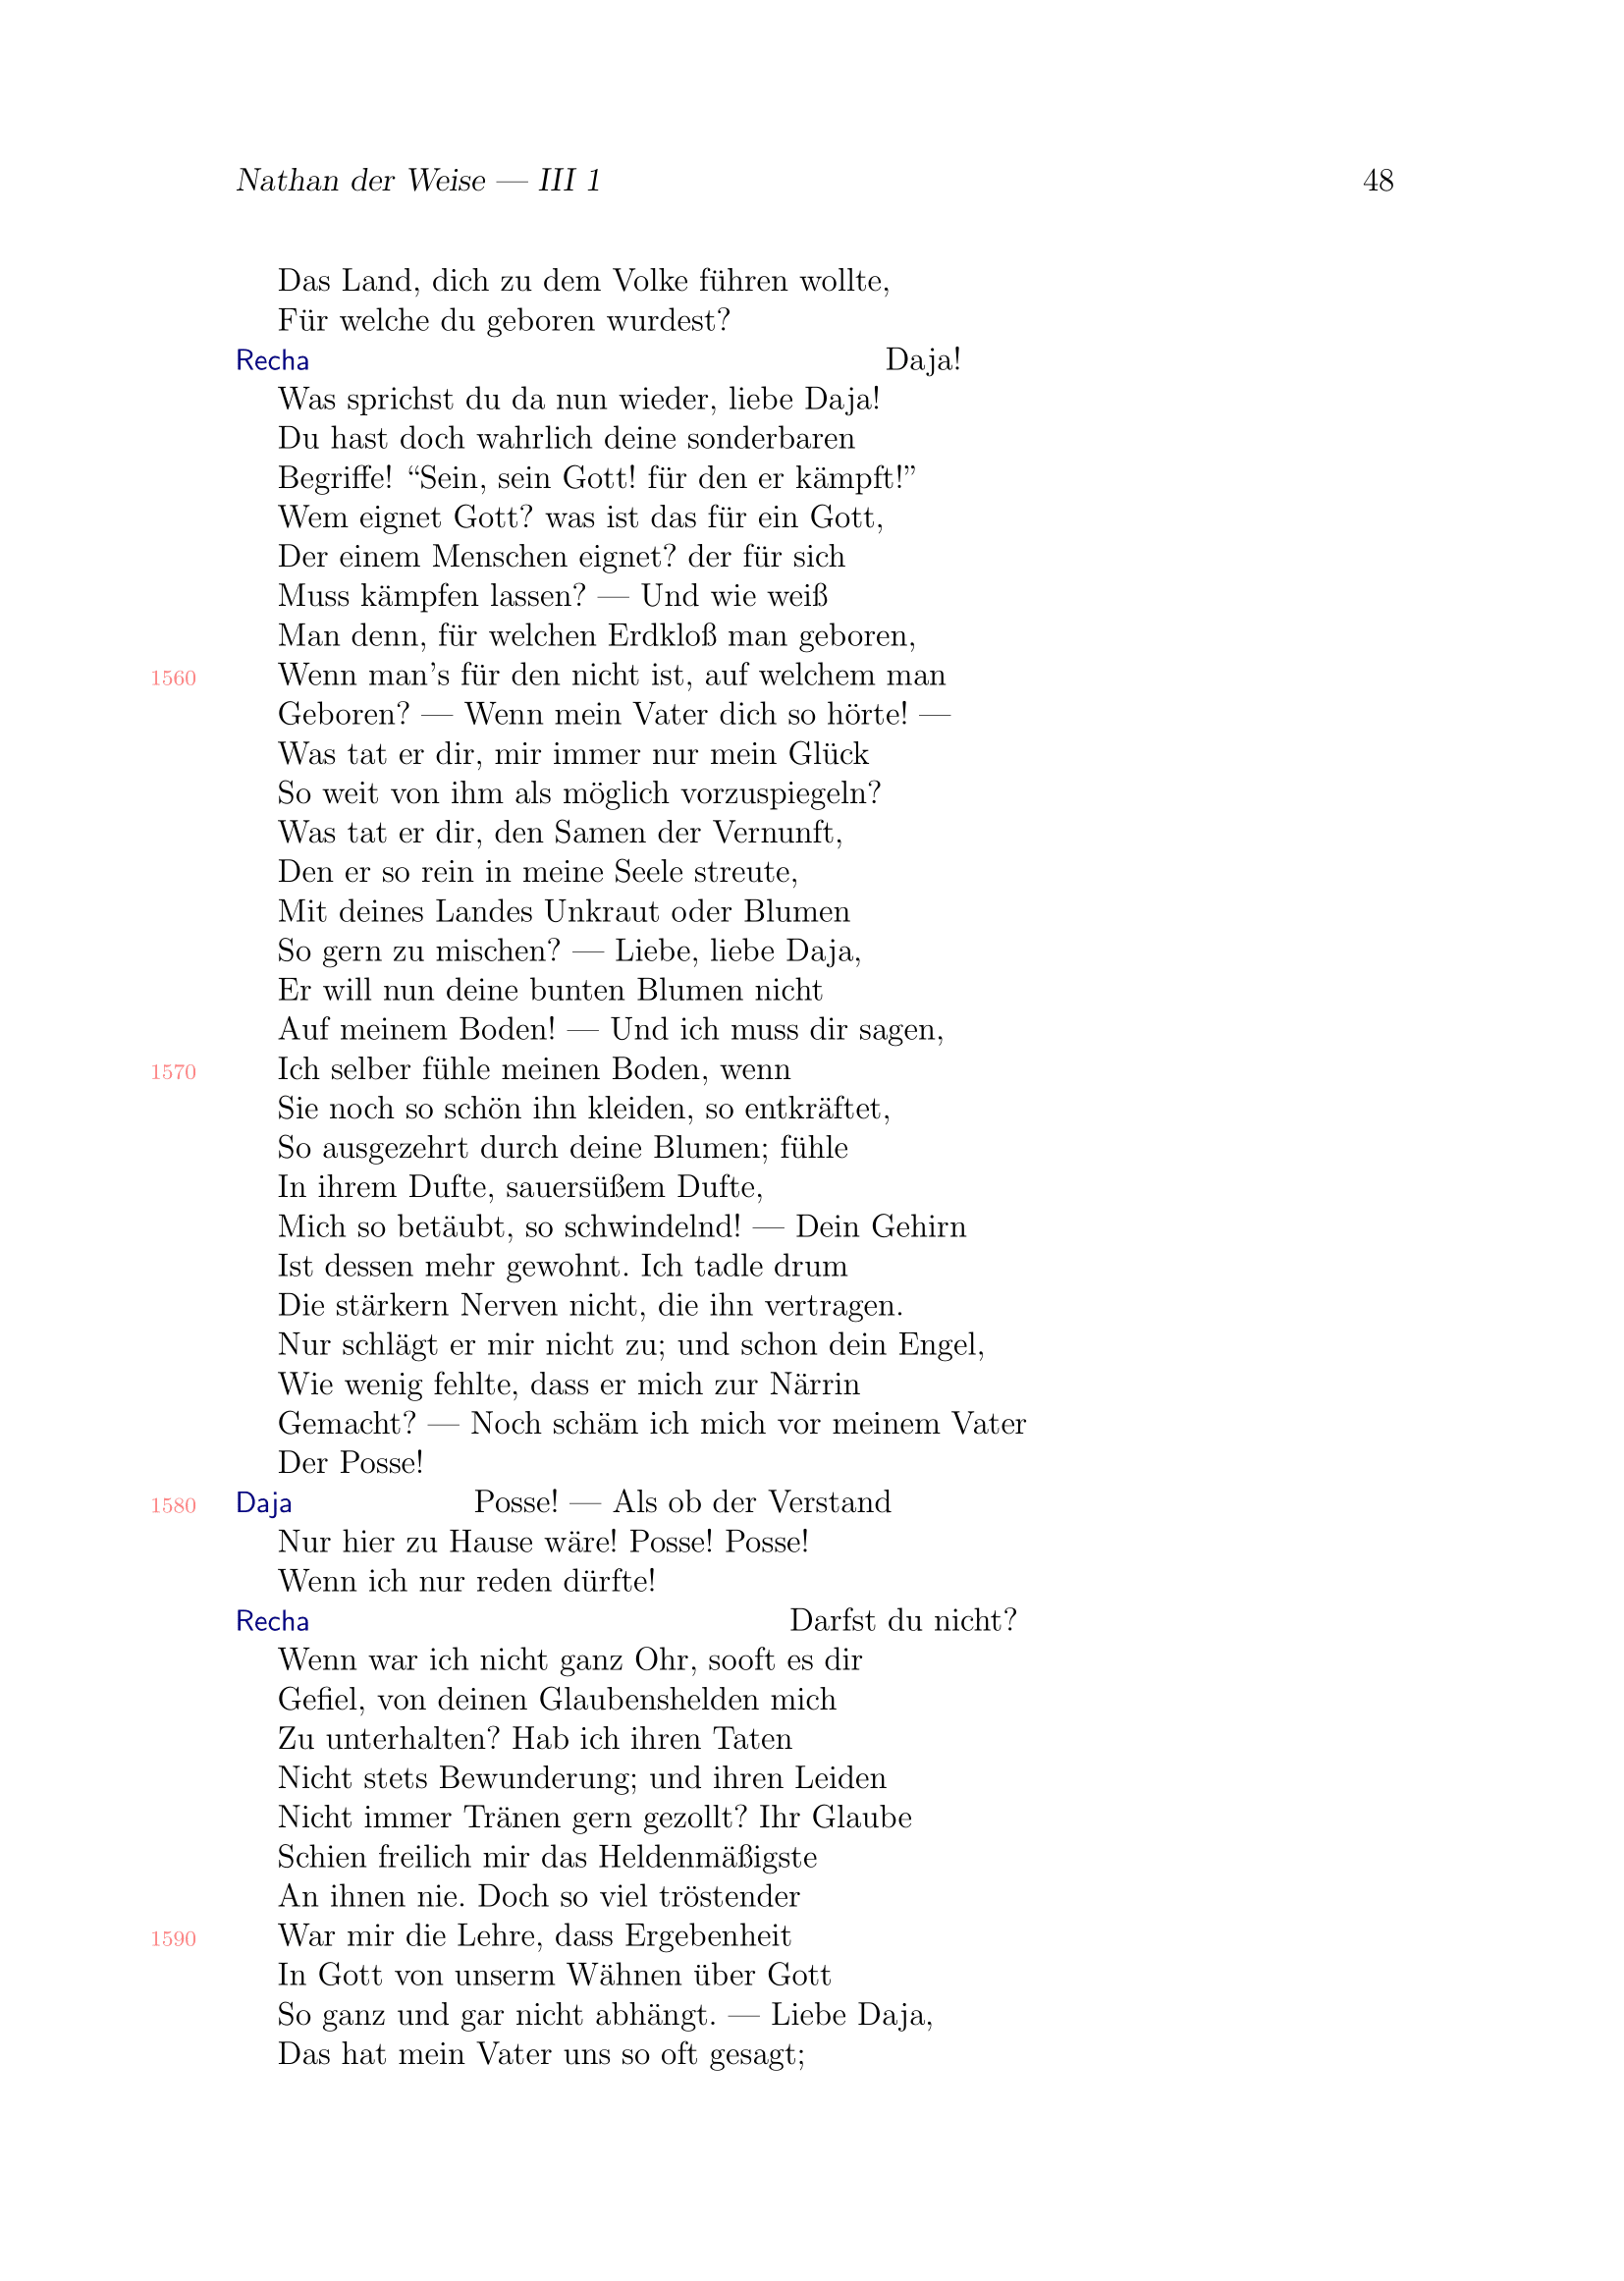 Nathan der Weise — III 1 48
Das Land, dich zu dem Volke führen wollte,
Für welche du geboren wurdest?
Recha Daja!
Was sprichst du da nun wieder, liebe Daja!
Du hast doch wahrlich deine sonderbaren
Begriffe! “Sein, sein Gott! für den er kämpft!”
Wem eignet Gott? was ist das für ein Gott,
Der einem Menschen eignet? der für sich
Muss kämpfen lassen? — Und wie weiß
Man denn, für welchen Erdkloß man geboren,
1560 Wenn man’s für den nicht ist, auf welchem man
Geboren? — Wenn mein Vater dich so hörte! —
Was tat er dir, mir immer nur mein Glück
So weit von ihm als möglich vorzuspiegeln?
Was tat er dir, den Samen der Vernunft,
Den er so rein in meine Seele streute,
Mit deines Landes Unkraut oder Blumen
So gern zu mischen? — Liebe, liebe Daja,
Er will nun deine bunten Blumen nicht
Auf meinem Boden! — Und ich muss dir sagen,
1570 Ich selber fühle meinen Boden, wenn
Sie noch so schön ihn kleiden, so entkräftet,
So ausgezehrt durch deine Blumen; fühle
In ihrem Dufte, sauersüßem Dufte,
Mich so betäubt, so schwindelnd! — Dein Gehirn
Ist dessen mehr gewohnt. Ich tadle drum
Die stärkern Nerven nicht, die ihn vertragen.
Nur schlägt er mir nicht zu; und schon dein Engel,
Wie wenig fehlte, dass er mich zur Närrin
Gemacht? — Noch schäm ich mich vor meinem Vater
Der Posse!
1580 Daja Posse! — Als ob der Verstand
Nur hier zu Hause wäre! Posse! Posse!
Wenn ich nur reden dürfte!
Recha Darfst du nicht?
Wenn war ich nicht ganz Ohr, sooft es dir
Gefiel, von deinen Glaubenshelden mich
Zu unterhalten? Hab ich ihren Taten
Nicht stets Bewunderung; und ihren Leiden
Nicht immer Tränen gern gezollt? Ihr Glaube
Schien freilich mir das Heldenmäßigste
An ihnen nie. Doch so viel tröstender
1590 War mir die Lehre, dass Ergebenheit
In Gott von unserm Wähnen über Gott
So ganz und gar nicht abhängt. — Liebe Daja,
Das hat mein Vater uns so oft gesagt;